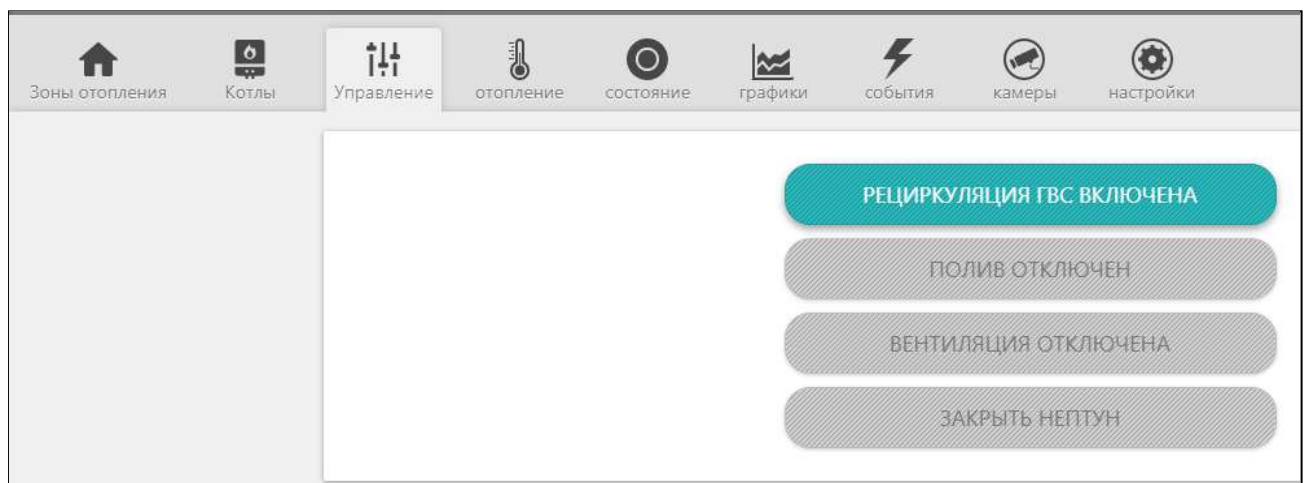 Зоны отопления Котлы Управление отопление состояние графики события камеры настройки
РЕЦИРКУЛЯЦИЯ ГВС ВКЛЮЧЕНА
ПОЛИВ ОТКЛЮЧЕН
ВЕНТИЛЯЦИЯ ОТКЛЮЧЕНА
ЗАКРЫТЬ НЕПТУН